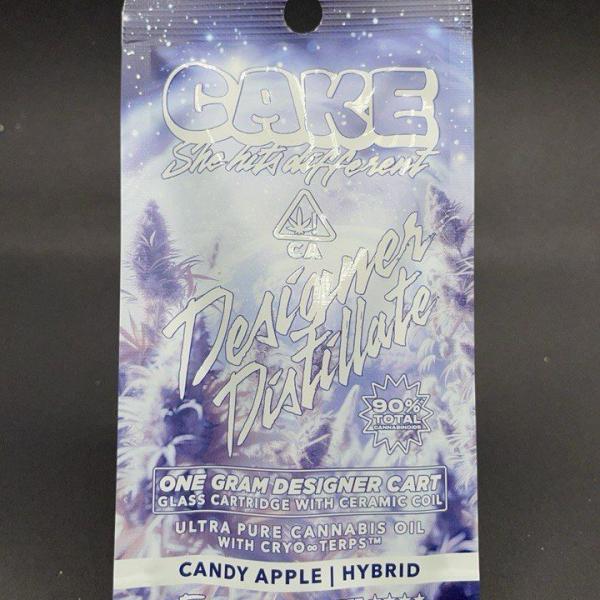 CAKE
She hits different
CA
Designer
Distillate
90%
TOTAL
CANNABINOIDS
ONE GRAM DESIGNER CART
GLASS CARTRIDGE WITH CERAMIC COIL
ULTRA PURE CANNABIS OIL
WITH CRYO∞TERPS™
CANDY APPLE | HYBRID